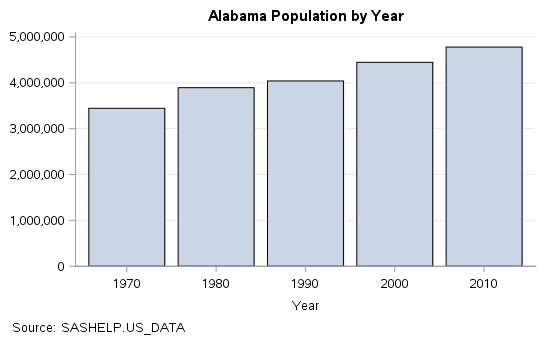 Alabama Population by Year
5,000,000
4,000,000
3,000,000
2,000,000
1,000,000
0
1970 1980 1990 2000 2010
Year
Source: SASHELP.US_DATA